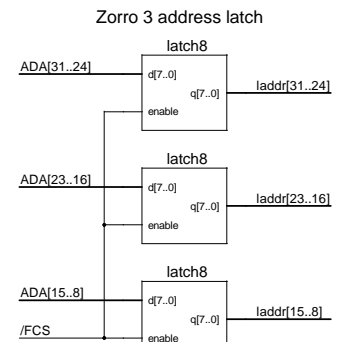 Zorro 3 address latch
latch8
ADA[31..24]
d[7..0]
q[7..0]
laddr[31..24]
enable
latch8
ADA[23..16]
d[7..0]
q[7..0]
laddr[23..16]
enable
latch8
ADA[15..8]
d[7..0]
q[7..0]
laddr[15..8]
/FCS
enable